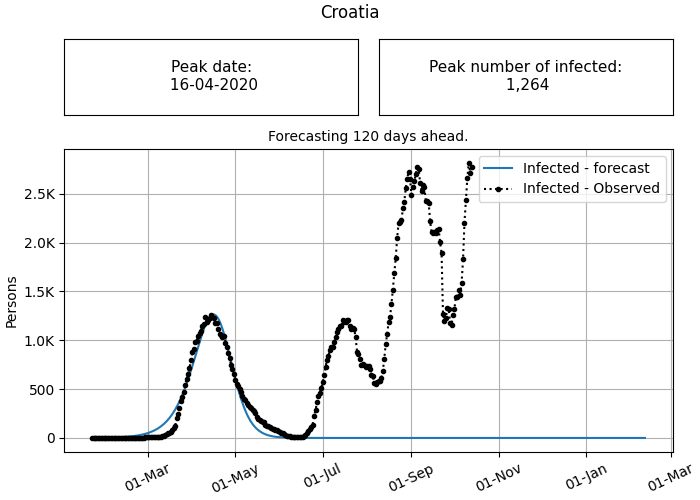 Croatia
Peak date:
16-04-2020
Peak number of infected:
1,264
Forecasting 120 days ahead.
Infected - forecast
Infected - Observed
Persons
2.5K
2.0K
1.5K
1.0K
500
0
01-Mar
01-May
01-Jul
01-Sep
01-Nov
01-Jan
01-Mar